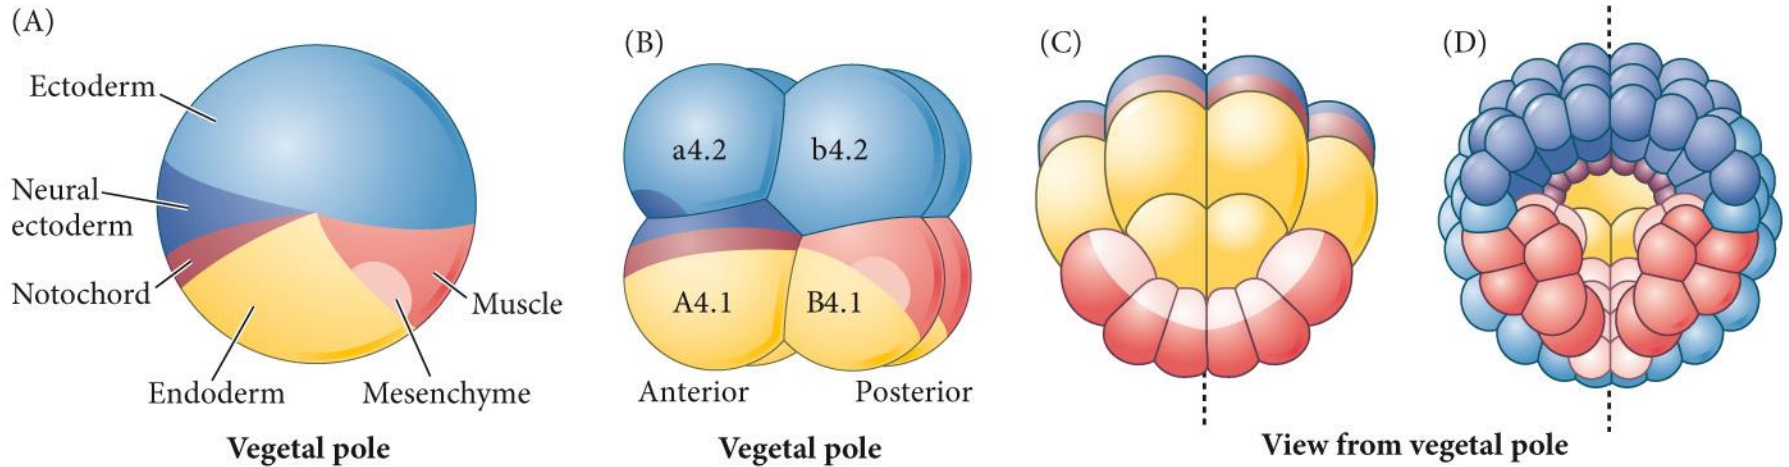 (A)
Ectoderm
Neural
ectoderm
Notochord
Endoderm
Mesenchyme
Muscle
Vegetal pole
(B)
a4.2
b4.2
A4.1
B4.1
Anterior
Posterior
Vegetal pole
(C)
(D)
View from vegetal pole